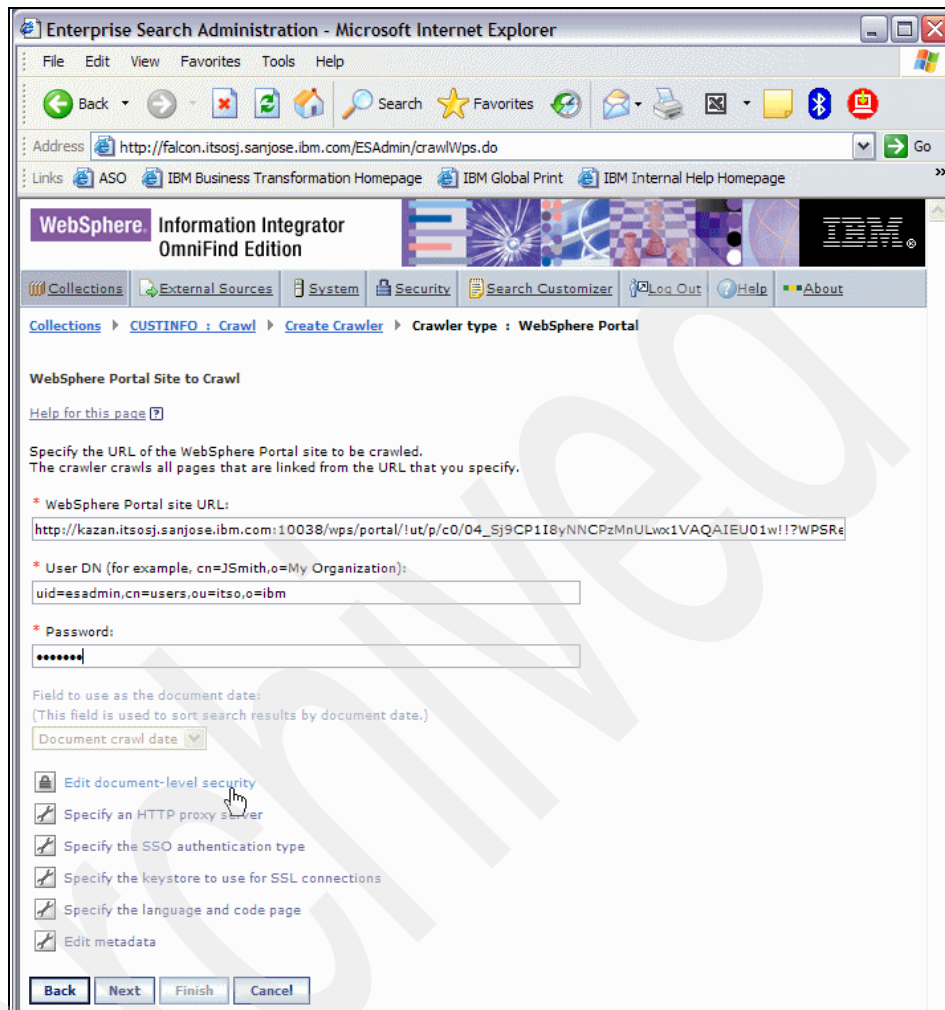 Enterprise Search Administration - Microsoft Internet Explorer
File Edit View Favorites Tools Help
Back Search Favorites
Address http://falcon.itsosj.sanjose.ibm.com/ESAdmin/crawlWps.do Go
Links ASO IBM Business Transformation Homepage IBM Global Print IBM Internal Help Homepage »
WebSphere. Information Integrator
OmniFind Edition
IBM ®
Collections External Sources System Security Search Customizer Log Out Help About
Collections CUSTINFO : Crawl Create Crawler Crawler type : WebSphere Portal
WebSphere Portal Site to Crawl
Help for this page ?
Specify the URL of the WebSphere Portal site to be crawled.
The crawler crawls all pages that are linked from the URL that you specify.
* WebSphere Portal site URL:
http://kazan.itsosj.sanjose.ibm.com:10038/wps/portal/!ut/p/c0/04_Sj9CP1I8yNNCPzMnULwx1VAQAIEU01w!!?WPSRe
* User DN (for example, cn=JSmith,o=My Organization):
uid=esadmin,cn=users,ou=itso,o=ibm
* Password:
•••••••
Field to use as the document date:
(This field is used to sort search results by document date.)
Document crawl date
Edit document-level security
Specify an HTTP proxy server
Specify the SSO authentication type
Specify the keystore to use for SSL connections
Specify the language and code page
Edit metadata
Back Next Finish Cancel
Archived